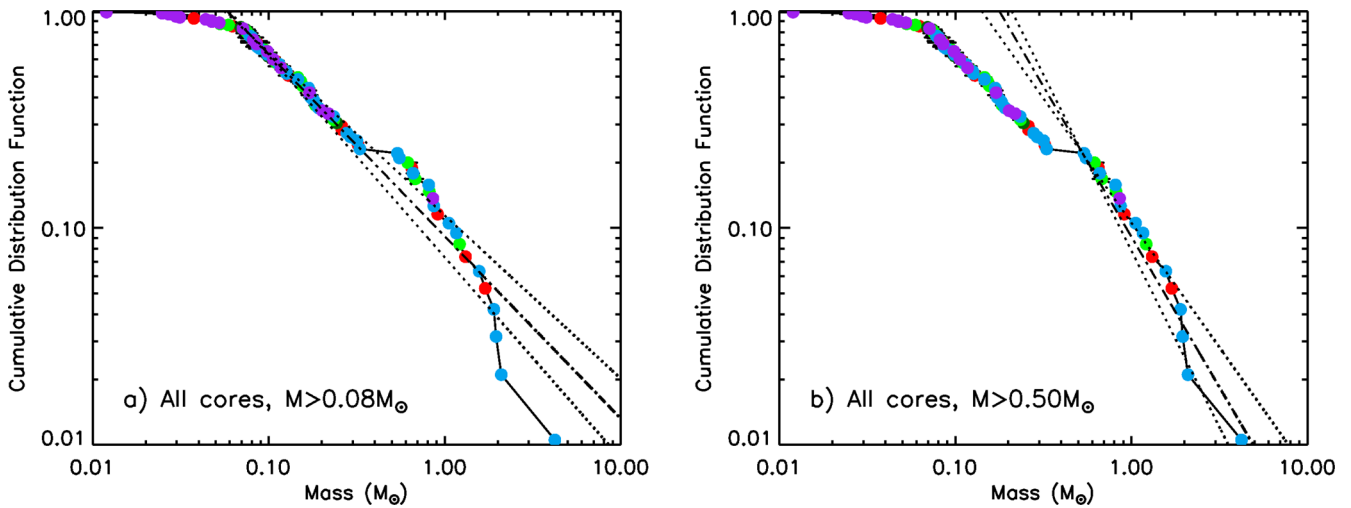 1.00
0.10
0.01
Cumulative Distribution Function
a) All cores, M>0.08M☉
0.01
0.10
1.00
10.00
Mass (M☉)
1.00
0.10
0.01
Cumulative Distribution Function
b) All cores, M>0.50M☉
0.01
0.10
1.00
10.00
Mass (M☉)